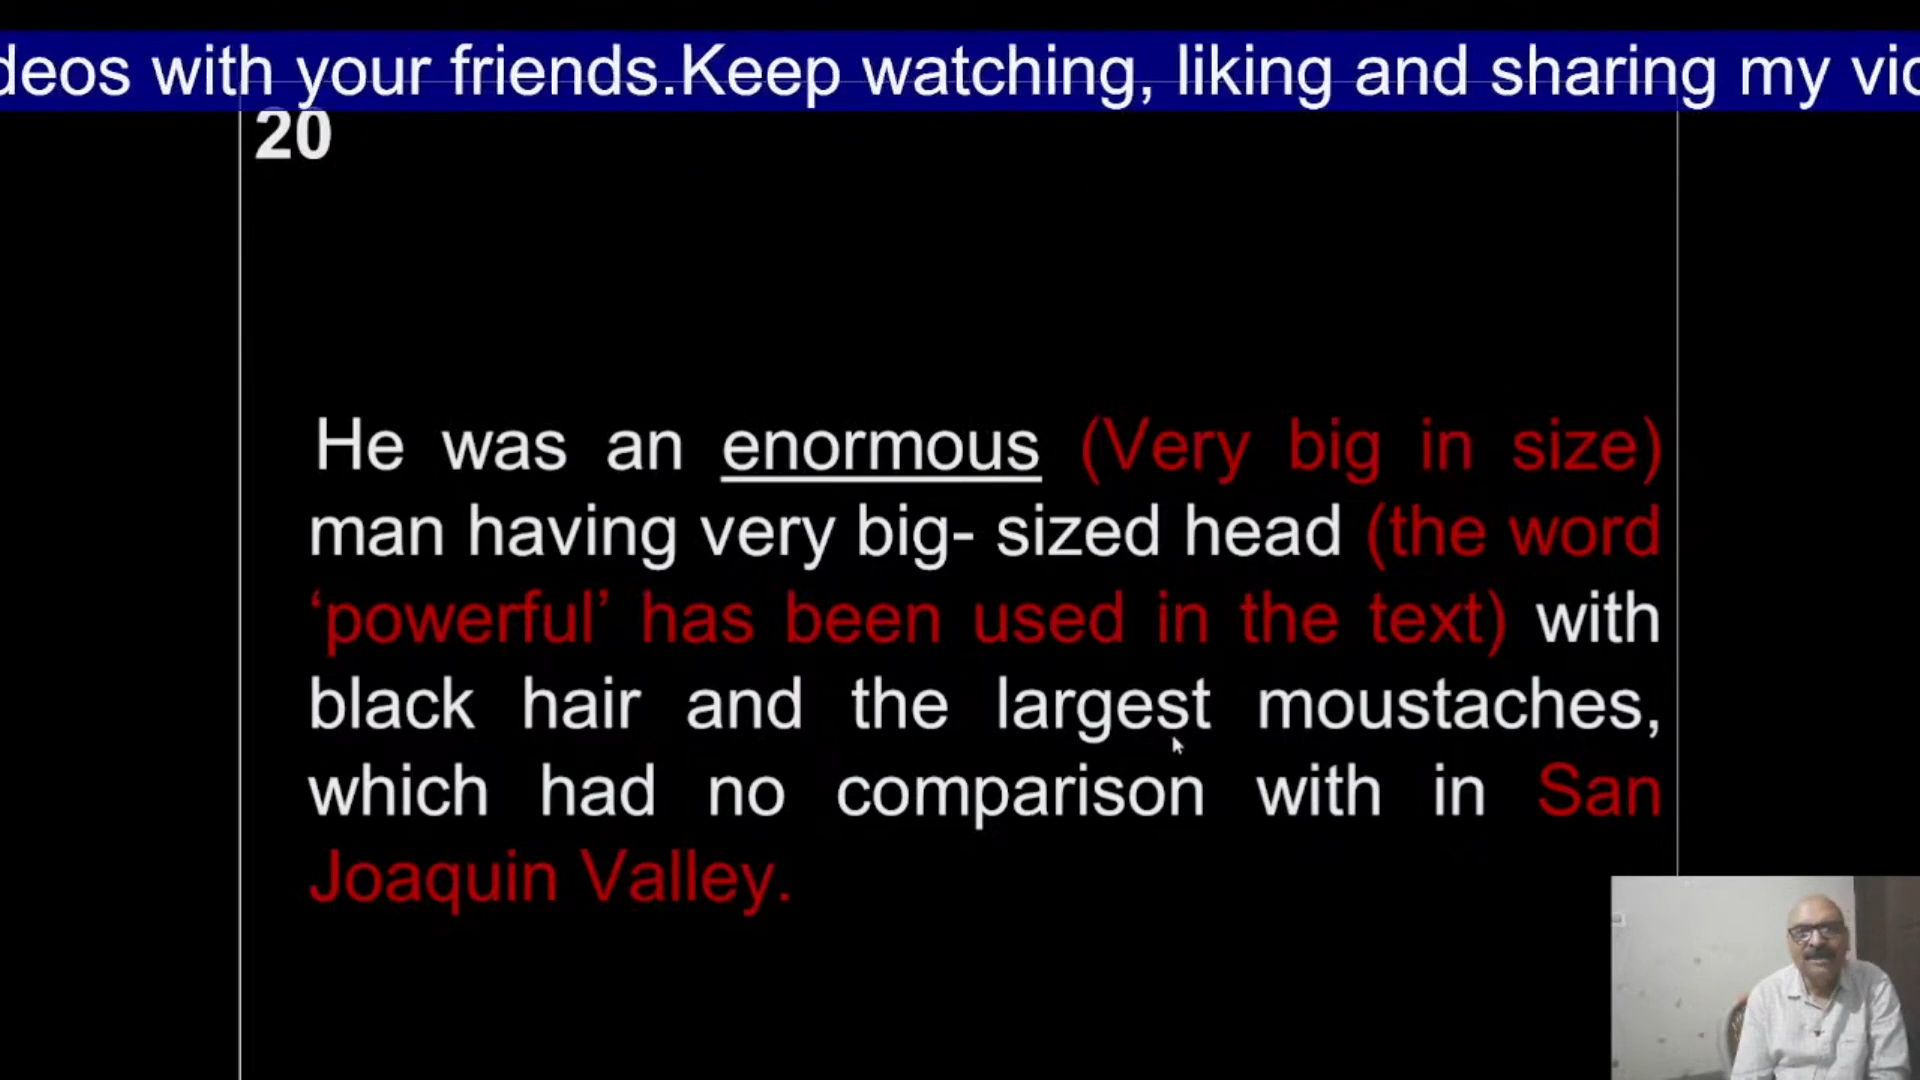 with your friends.Keep watching, liking and sharing my
20
He was an enormous (Very big in size)
man having very big- sized head (the word
‘powerful’ has been used in the text) with
black hair and the largest moustaches,
which had no comparison with in San
Joaquin Valley.